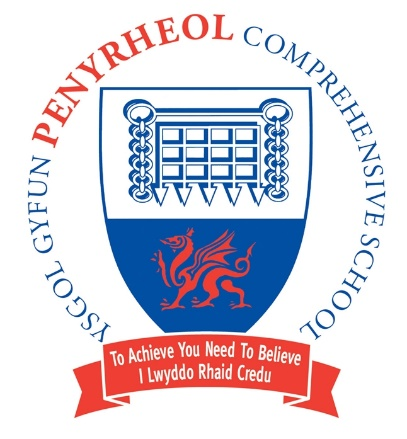 YSGOL GYFUN PENYRHEOL COMPREHENSIVE SCHOOL
To Achieve You Need To Believe
I Lwyddo Rhaid Credu